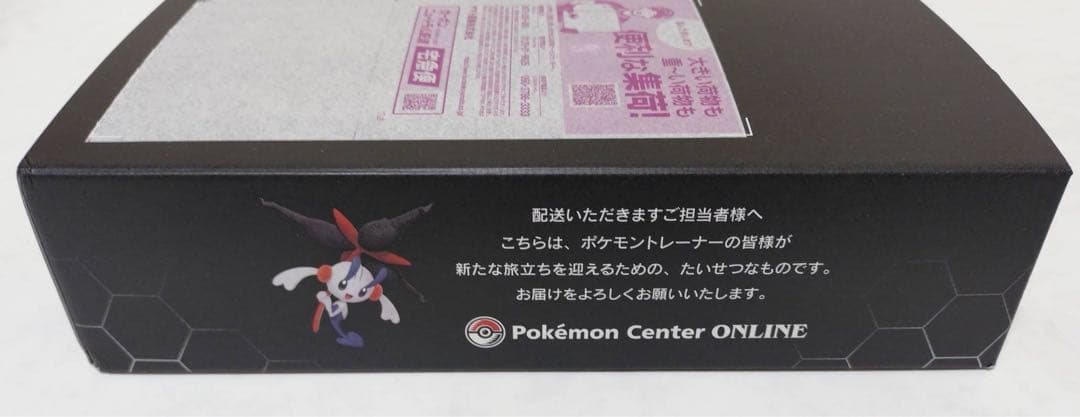 大きい荷物も
重〜い荷物も
便利な集荷!
宅急便
配送いただきますご担当者様へ
こちらは、ポケモントレーナーの皆様が
新たな旅立ちを迎えるための、たいせつなものです。
お届けをよろしくお願いいたします。
Pokémon Center ONLINE